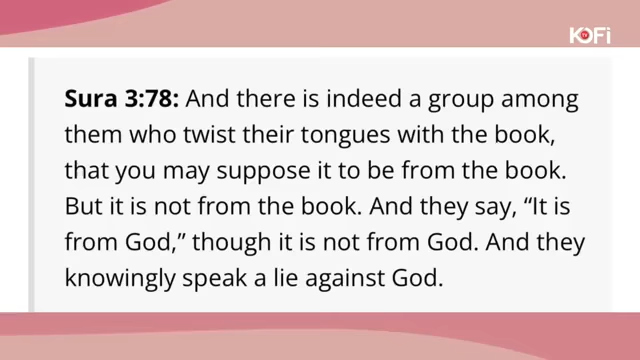 KOFi
TV
Sura 3:78: And there is indeed a group among
them who twist their tongues with the book,
that you may suppose it to be from the book.
But it is not from the book. And they say, “It is
from God,” though it is not from God. And they
knowingly speak a lie against God.